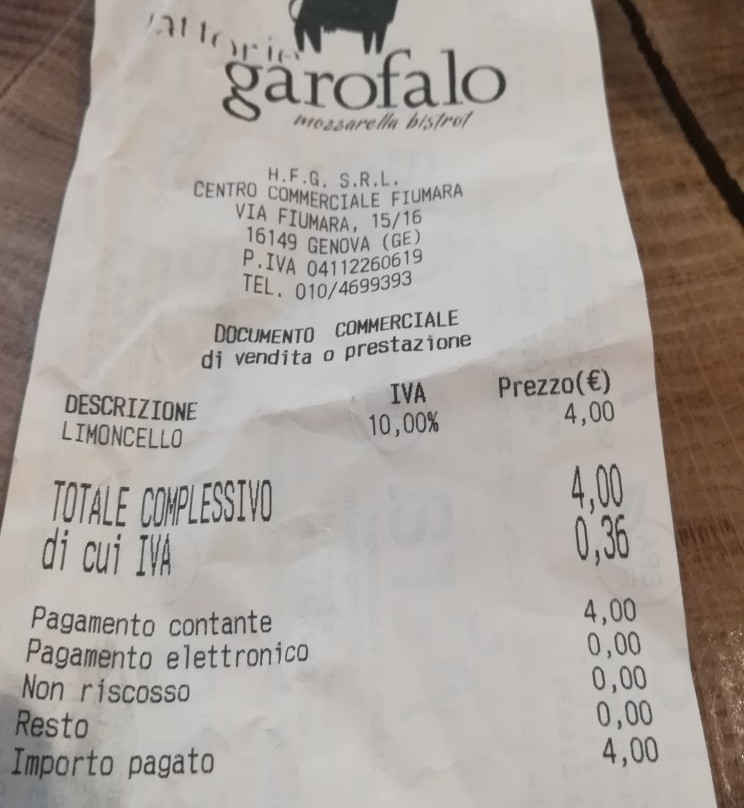 fattorie
garofalo
mozzarella bistrot
H.F.G. S.R.L.
CENTRO COMMERCIALE FIUMARA
VIA FIUMARA, 15/16
16149 GENOVA (GE)
P.IVA 04112260619
TEL. 010/4699393
DOCUMENTO COMMERCIALE
di vendita o prestazione
DESCRIZIONE IVA Prezzo(€)
LIMONCELLO 10,00% 4,00
TOTALE COMPLESSIVO 4,00
di cui IVA 0,36
Pagamento contante 4,00
Pagamento elettronico 0,00
Non riscosso 0,00
Resto 0,00
Importo pagato 4,00